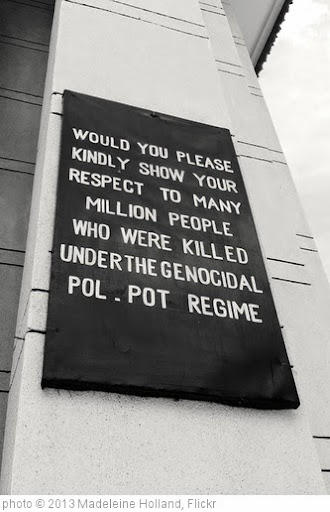 WOULD YOU PLEASE
KINDLY SHOW YOUR
RESPECT TO MANY
MILLION PEOPLE
WHO WERE KILLED
UNDER THE GENOCIDAL
POL - POT REGIME
photo © 2013 Madeleine Holland, Flickr